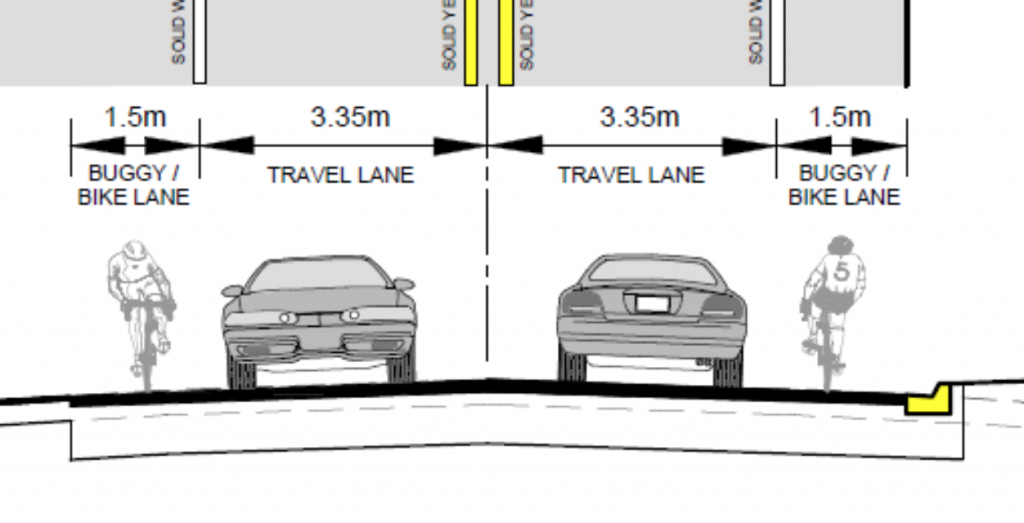 SOLID W
SOLID YE
SOLID YE
SOLID W
1.5m
3.35m
3.35m
1.5m
BUGGY /
BIKE LANE
TRAVEL LANE
TRAVEL LANE
BUGGY /
BIKE LANE
5